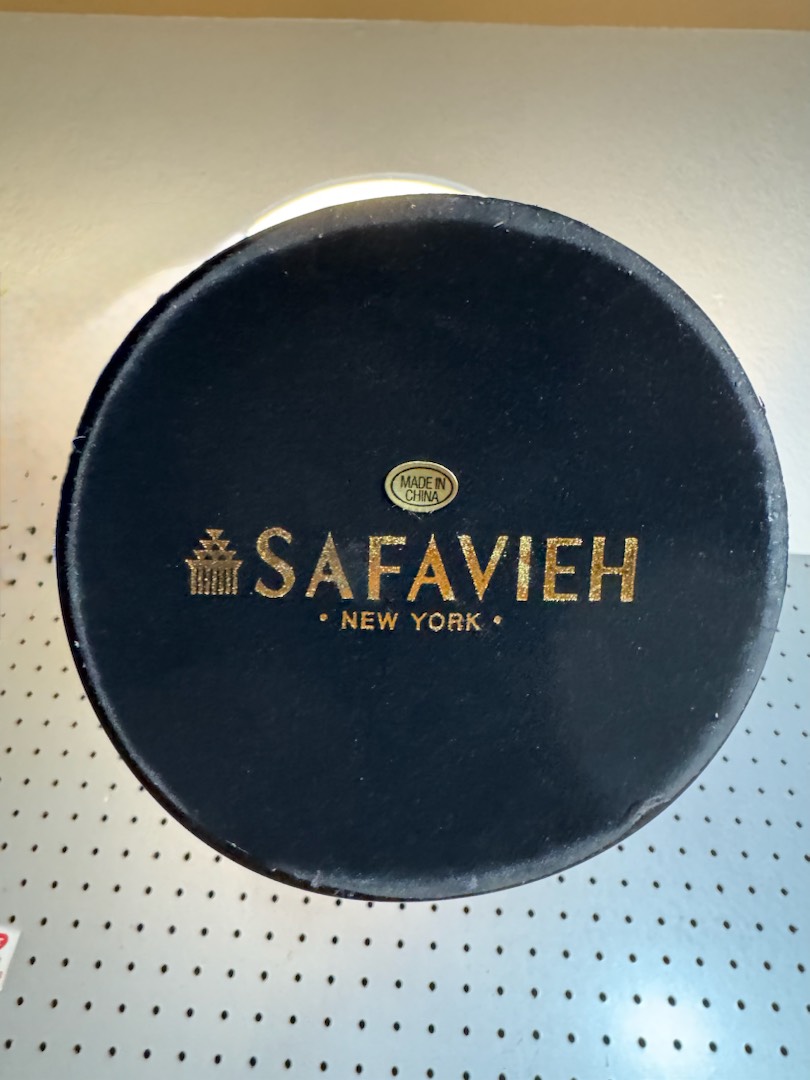 MADE IN
CHINA
SAFAVIEH
• NEW YORK •